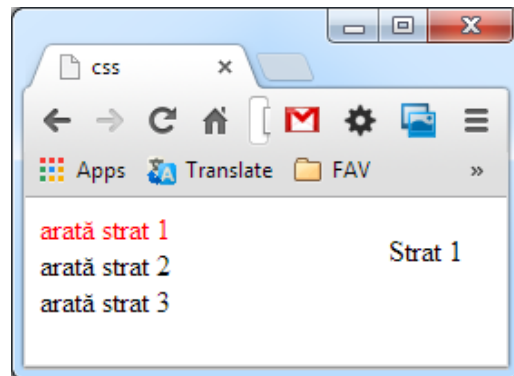 css
Apps Translate FAV »
arată strat 1
arată strat 2
arată strat 3
Strat 1